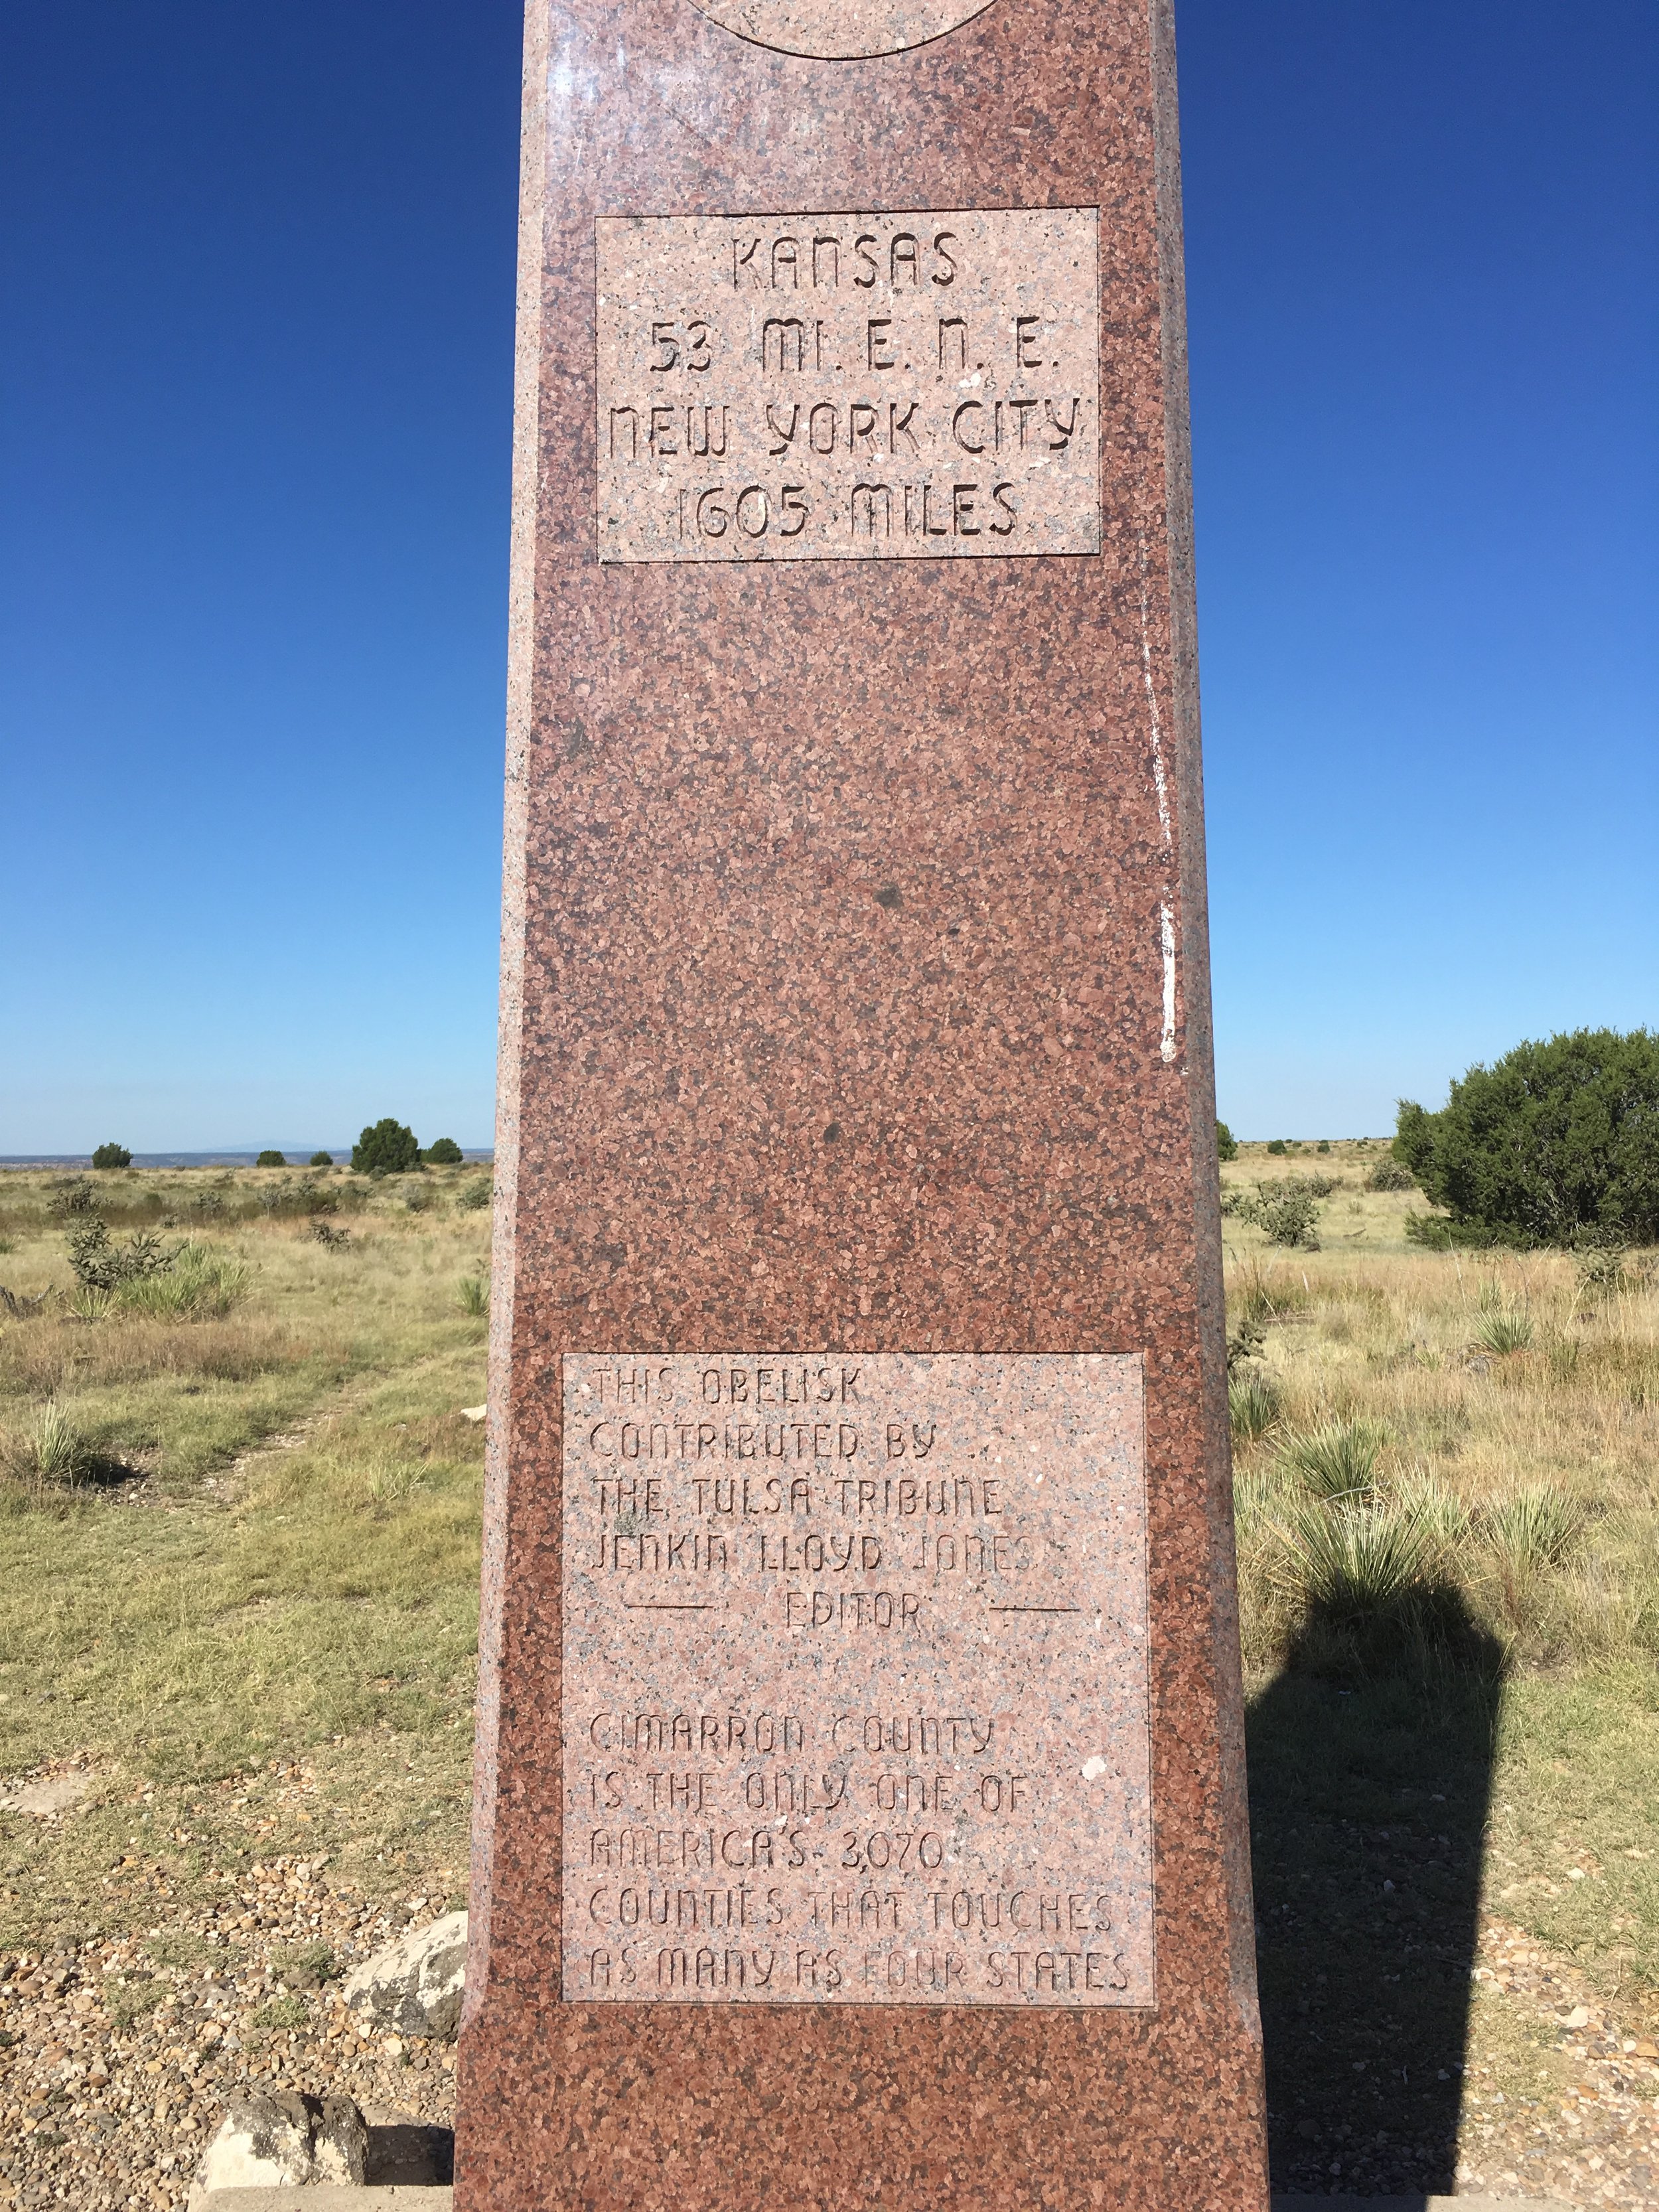 KANSAS
53 MI. E. N. E.
NEW YORK CITY
1605 MILES
THIS OBELISK
CONTRIBUTED BY
THE TULSA TRIBUNE
JENKIN LLOYD JONES
EDITOR
CIMARRON COUNTY
IS THE ONLY ONE OF
AMERICA'S 3,070
COUNTIES THAT TOUCHES
AS MANY AS FOUR STATES